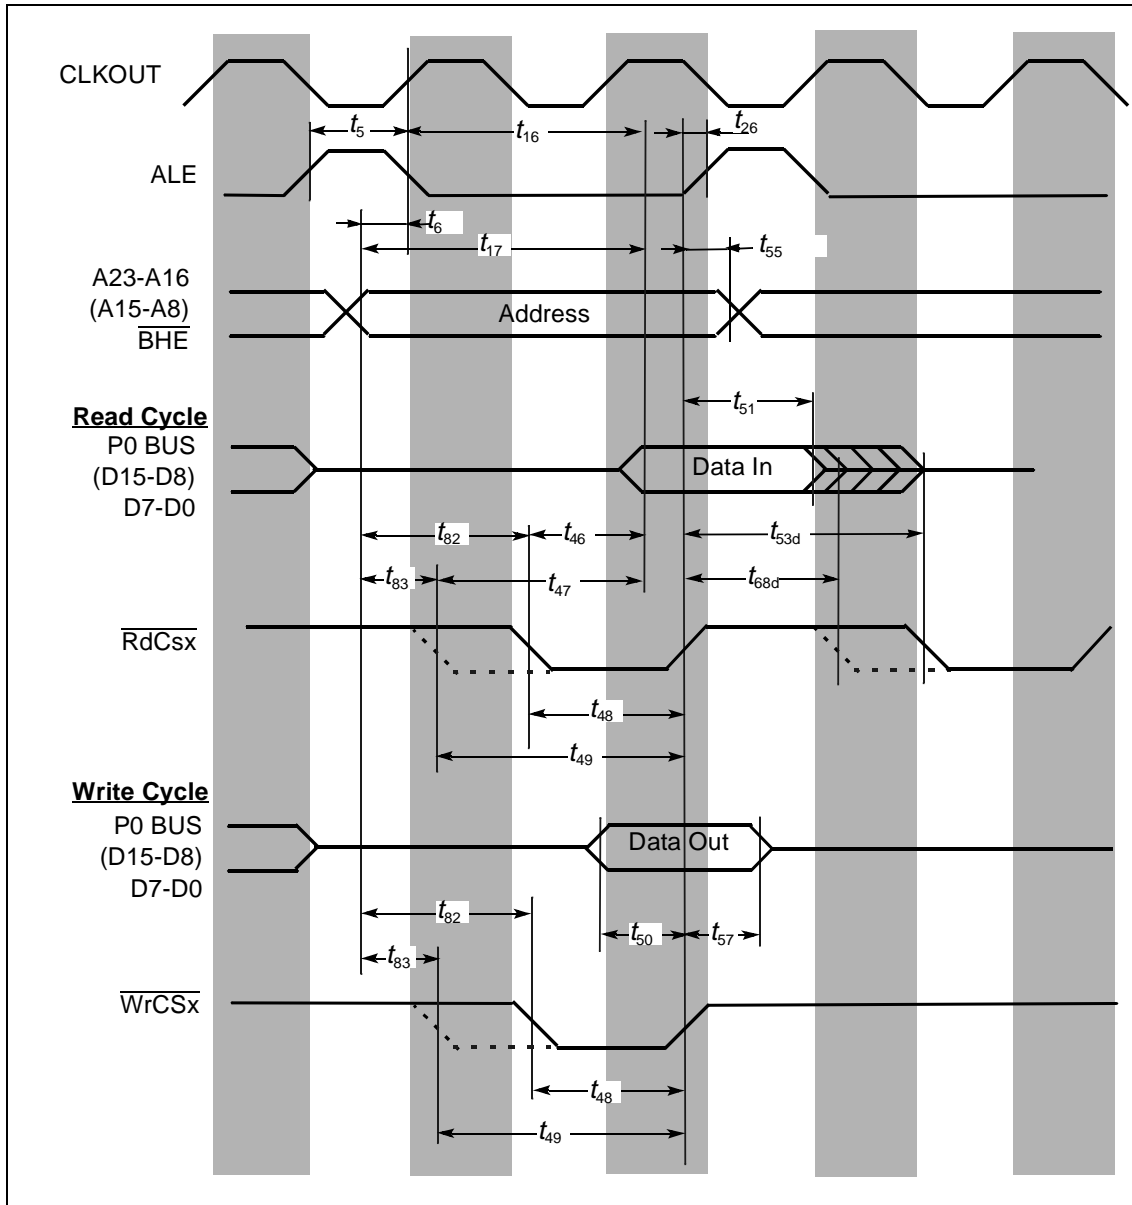 CLKOUT
t5
t16
t26
ALE
t6
t17
t55
A23-A16
(A15-A8)
BHE
Address
t51
Read Cycle
P0 BUS
(D15-D8)
D7-D0
Data In
t82
t46
t53d
t83
t47
t68d
RdCsx
t48
t49
Write Cycle
P0 BUS
(D15-D8)
D7-D0
Data Out
t82
t50
t57
t83
WrCSx
t48
t49